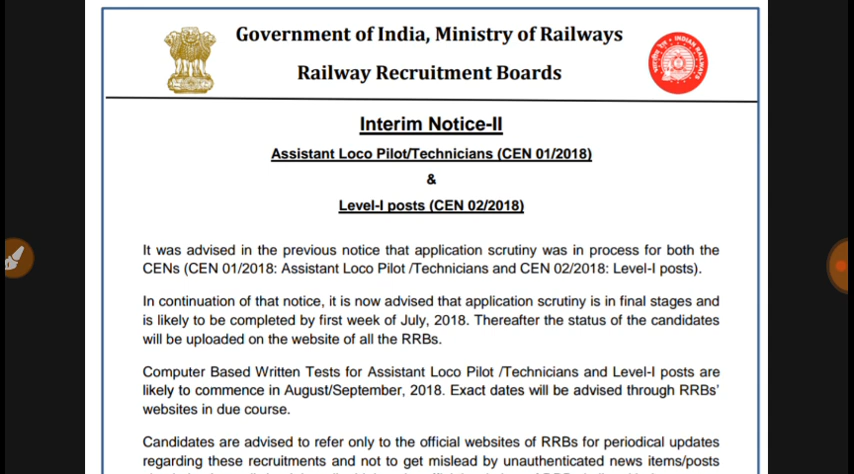 Government of India, Ministry of Railways
Railway Recruitment Boards
Interim Notice-II
Assistant Loco Pilot/Technicians (CEN 01/2018)
&
Level-I posts (CEN 02/2018)
It was advised in the previous notice that application scrutiny was in process for both the
CENs (CEN 01/2018: Assistant Loco Pilot /Technicians and CEN 02/2018: Level-I posts).
In continuation of that notice, it is now advised that application scrutiny is in final stages and
is likely to be completed by first week of July, 2018. Thereafter the status of the candidates
will be uploaded on the website of all the RRBs.
Computer Based Written Tests for Assistant Loco Pilot /Technicians and Level-I posts are
likely to commence in August/September, 2018. Exact dates will be advised through RRBs'
websites in due course.
Candidates are advised to refer only to the official websites of RRBs for periodical updates
regarding these recruitments and not to get mislead by unauthenticated news items/posts